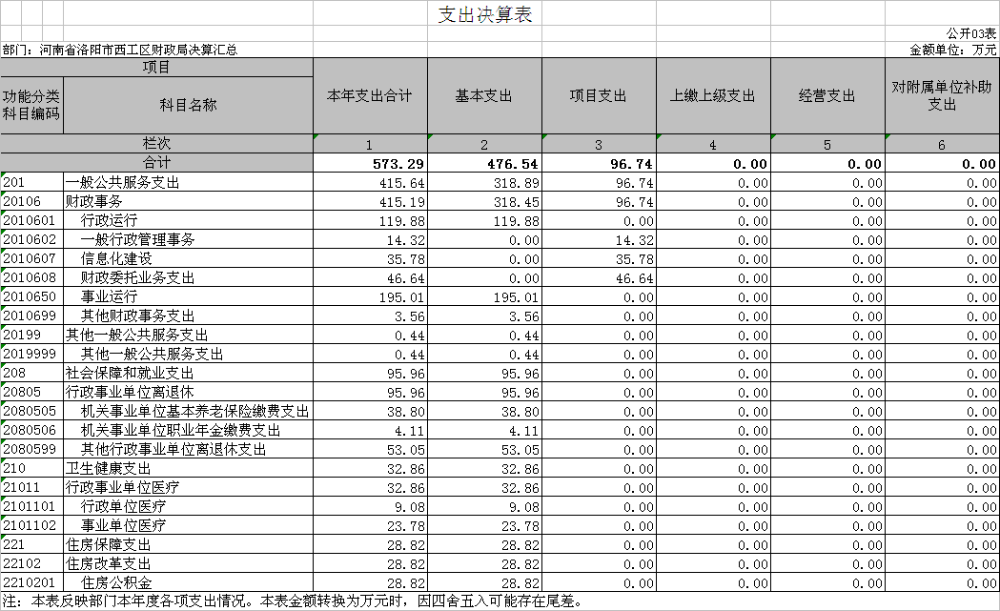 支出决算表
公开03表
部门：河南省洛阳市西工区财政局决算汇总 金额单位：万元
项目 本年支出合计 基本支出 项目支出 上缴上级支出 经营支出 对附属单位补助支出
功能分类科目编码 科目名称
栏次 1 2 3 4 5 6
合计 573.29 476.54 96.74 0.00 0.00 0.00
201 一般公共服务支出 415.64 318.89 96.74 0.00 0.00 0.00
20106 财政事务 415.19 318.45 96.74 0.00 0.00 0.00
2010601 行政运行 119.88 119.88 0.00 0.00 0.00 0.00
2010602 一般行政管理事务 14.32 0.00 14.32 0.00 0.00 0.00
2010607 信息化建设 35.78 0.00 35.78 0.00 0.00 0.00
2010608 财政委托业务支出 46.64 0.00 46.64 0.00 0.00 0.00
2010650 事业运行 195.01 195.01 0.00 0.00 0.00 0.00
2010699 其他财政事务支出 3.56 3.56 0.00 0.00 0.00 0.00
20199 其他一般公共服务支出 0.44 0.44 0.00 0.00 0.00 0.00
2019999 其他一般公共服务支出 0.44 0.44 0.00 0.00 0.00 0.00
208 社会保障和就业支出 95.96 95.96 0.00 0.00 0.00 0.00
20805 行政事业单位离退休 95.96 95.96 0.00 0.00 0.00 0.00
2080505 机关事业单位基本养老保险缴费支出 38.80 38.80 0.00 0.00 0.00 0.00
2080506 机关事业单位职业年金缴费支出 4.11 4.11 0.00 0.00 0.00 0.00
2080599 其他行政事业单位离退休支出 53.05 53.05 0.00 0.00 0.00 0.00
210 卫生健康支出 32.86 32.86 0.00 0.00 0.00 0.00
21011 行政事业单位医疗 32.86 32.86 0.00 0.00 0.00 0.00
2101101 行政单位医疗 9.08 9.08 0.00 0.00 0.00 0.00
2101102 事业单位医疗 23.78 23.78 0.00 0.00 0.00 0.00
221 住房保障支出 28.82 28.82 0.00 0.00 0.00 0.00
22102 住房改革支出 28.82 28.82 0.00 0.00 0.00 0.00
2210201 住房公积金 28.82 28.82 0.00 0.00 0.00 0.00
注：本表反映部门本年度各项支出情况。本表金额转换为万元时，因四舍五入可能存在尾差。